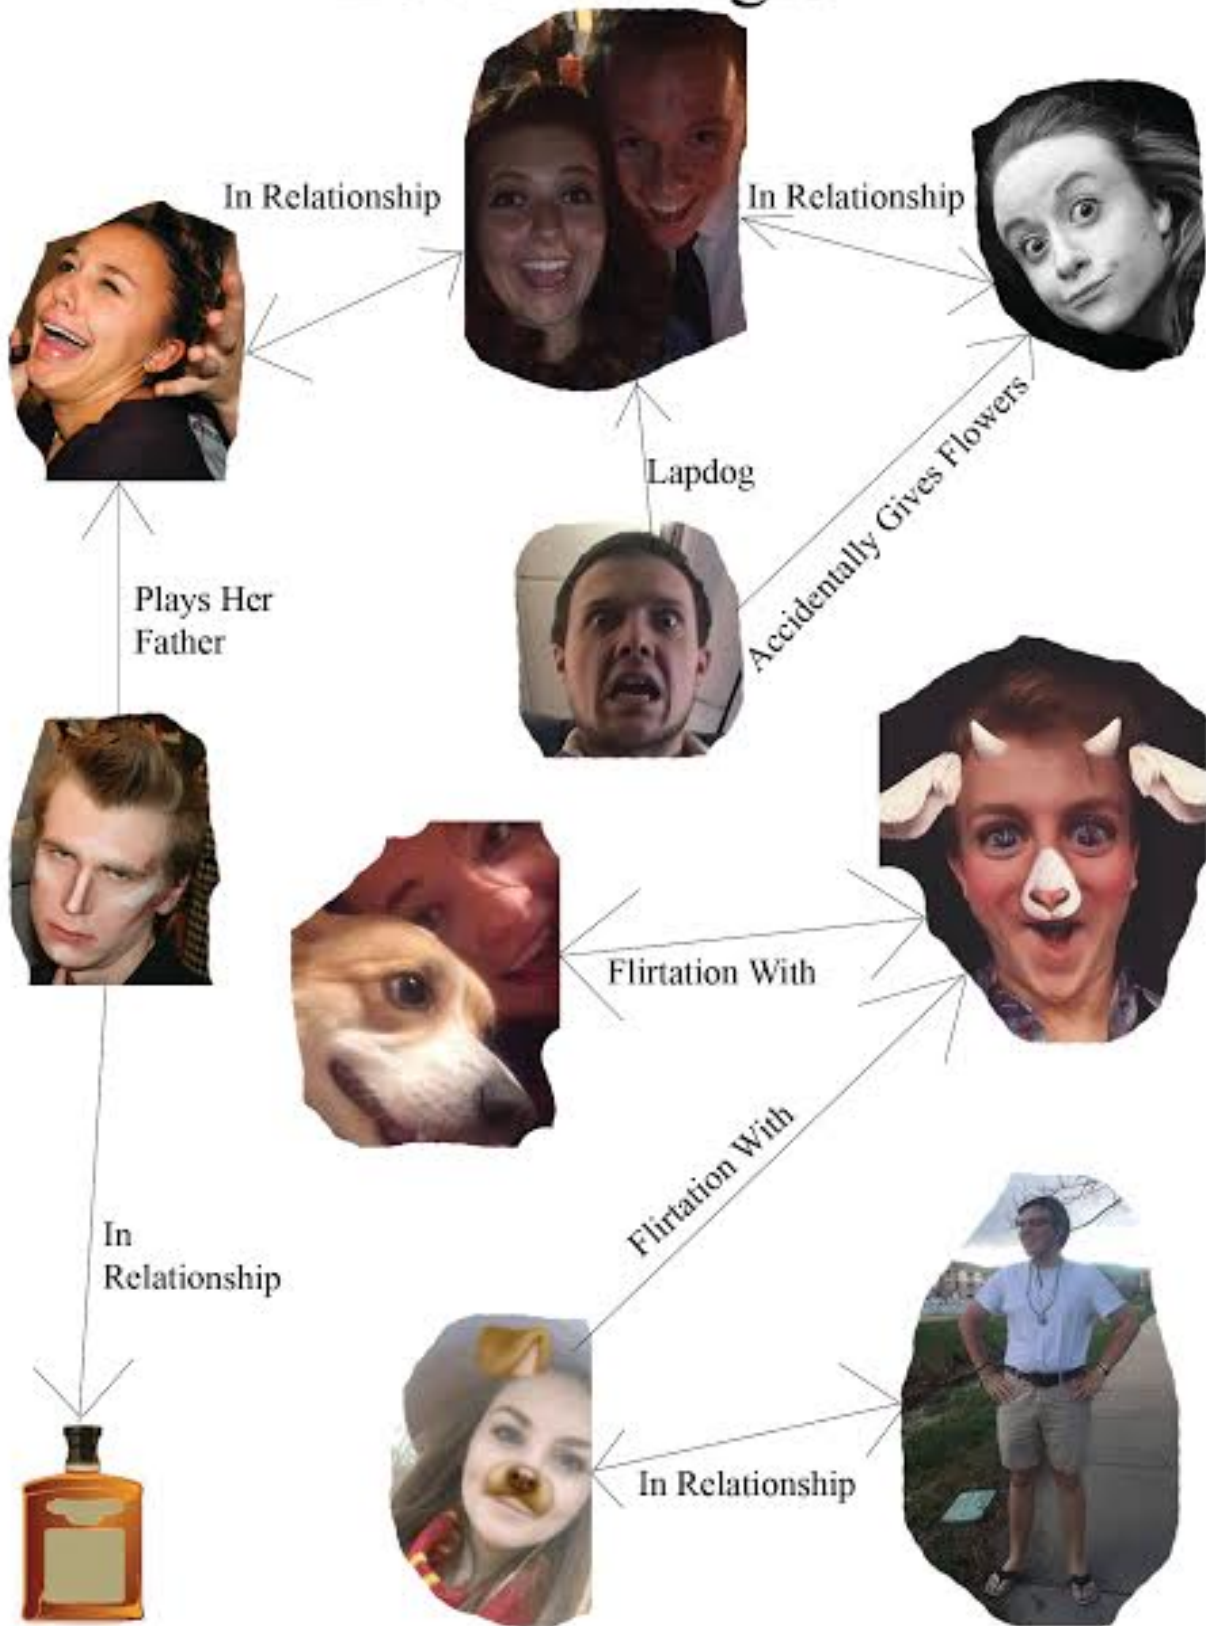 In Relationship
In Relationship
Lapdog
Accidentally Gives Flowers
Plays Her
Father
Flirtation With
Flirtation With
In
Relationship
In Relationship